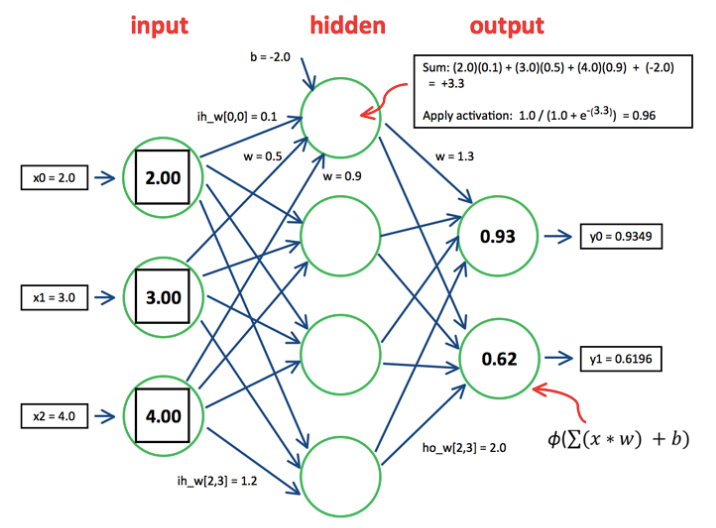 input
hidden
output
b = -2.0
Sum: (2.0)(0.1) + (3.0)(0.5) + (4.0)(0.9) + (-2.0)
= +3.3
Apply activation: 1.0 / (1.0 + e^-(3.3)) = 0.96
ih_w[0,0] = 0.1
w = 0.5
w = 0.9
w = 1.3
x0 = 2.0
2.00
0.93
y0 = 0.9349
x1 = 3.0
3.00
0.62
y1 = 0.6196
x2 = 4.0
4.00
ϕ(∑(x * w) + b)
ho_w[2,3] = 2.0
ih_w[2,3] = 1.2